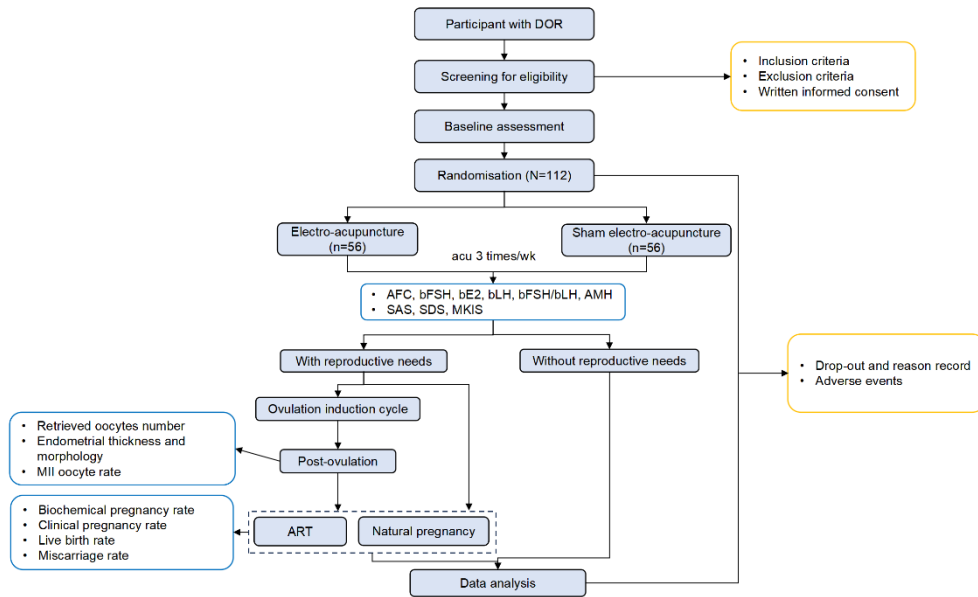 Participant with DOR
Screening for eligibility
• Inclusion criteria
• Exclusion criteria
• Written informed consent
Baseline assessment
Randomisation (N=112)
Electro-acupuncture
(n=56)
Sham electro-acupuncture
(n=56)
acu 3 times/wk
• AFC, bFSH, bE2, bLH, bFSH/bLH, AMH
• SAS, SDS, MKIS
With reproductive needs
Without reproductive needs
• Drop-out and reason record
• Adverse events
Ovulation induction cycle
• Retrieved oocytes number
• Endometrial thickness and
morphology
• MII oocyte rate
Post-ovulation
• Biochemical pregnancy rate
• Clinical pregnancy rate
• Live birth rate
• Miscarriage rate
ART
Natural pregnancy
Data analysis